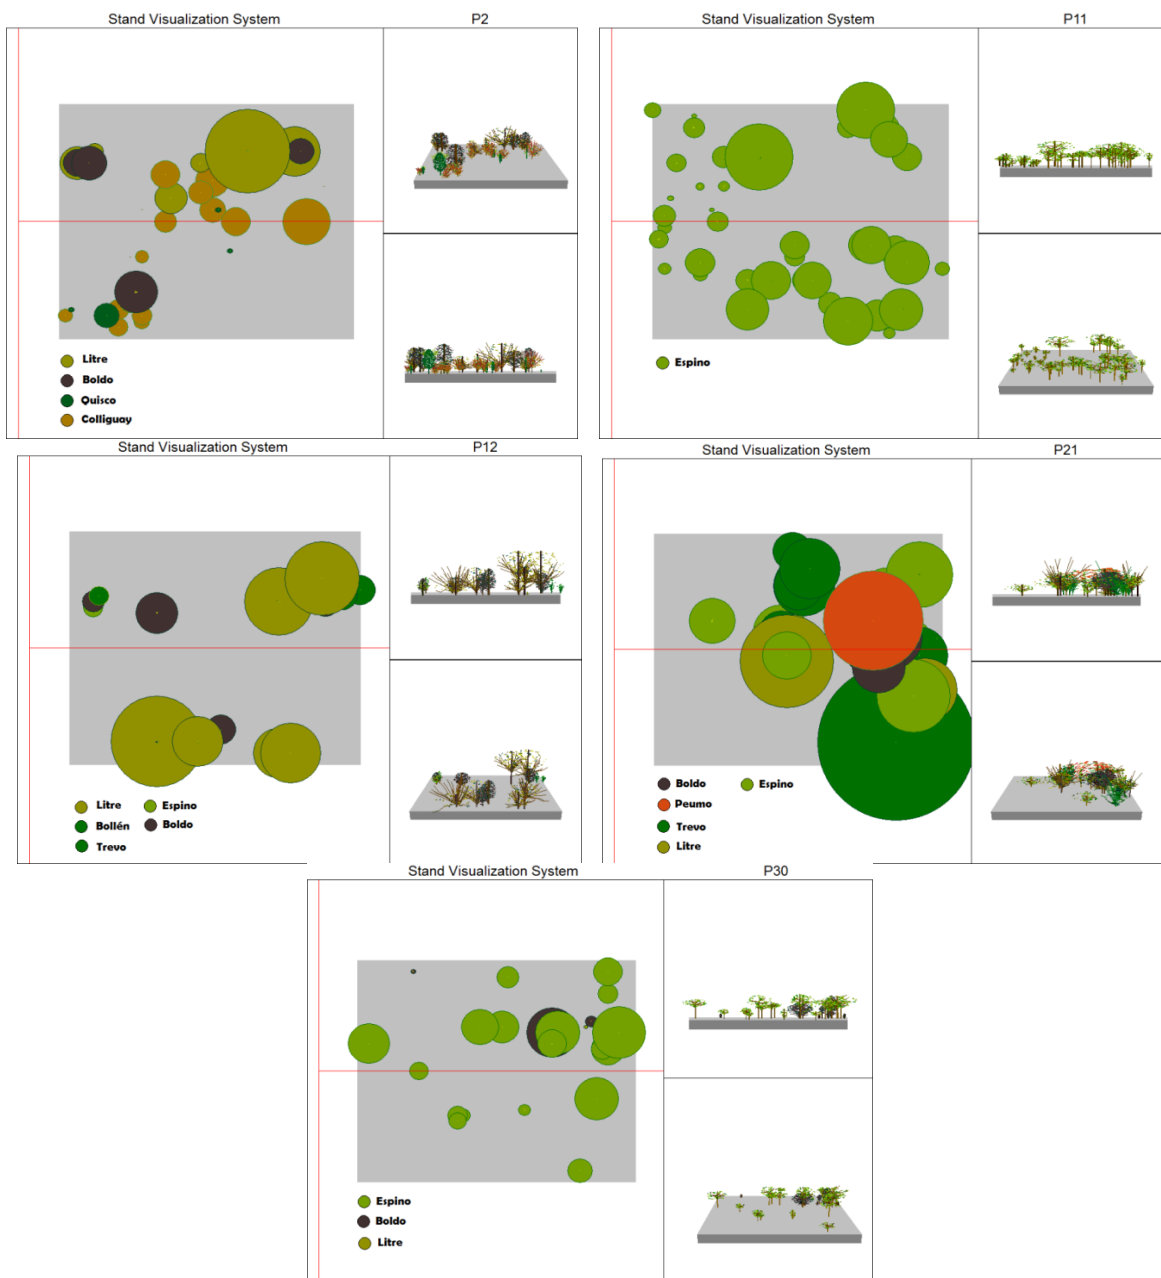 Stand Visualization System P2
Litre
Boldo
Quisco
Colliguay
Stand Visualization System P11
Espino
Stand Visualization System P12
Litre Espino
Bollén Boldo
Trevo
Stand Visualization System P21
Boldo Espino
Peumo
Trevo
Litre
Stand Visualization System P30
Espino
Boldo
Litre